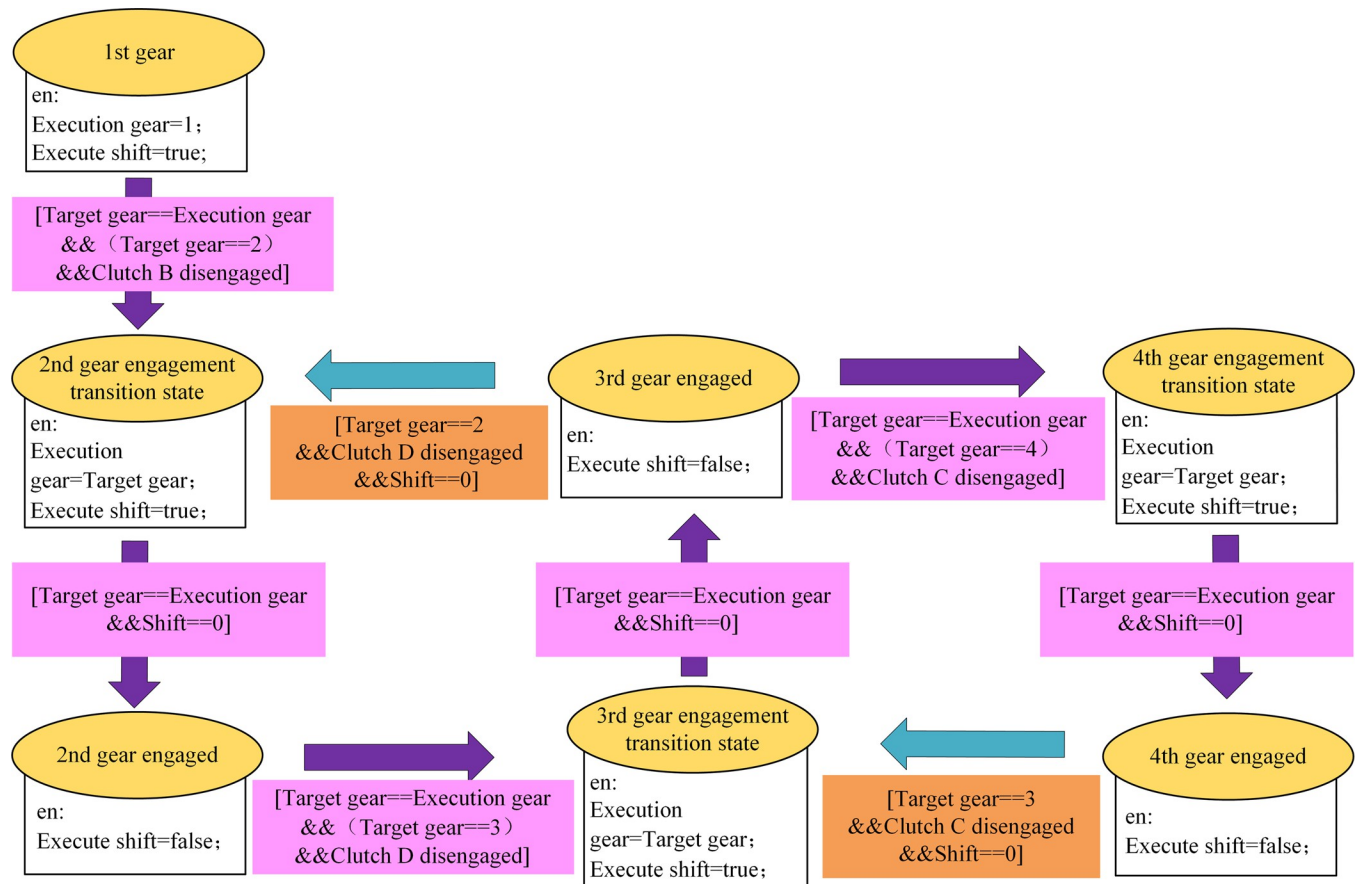 1st gear
en:
Execution gear=1；
Execute shift=true;
[Target gear==Execution gear
&&（Target gear==2）
&&Clutch B disengaged]
2nd gear engagement
transition state
en:
Execution
gear=Target gear；
Execute shift=true；
[Target gear==2
&&Clutch D disengaged
&&Shift==0]
3rd gear engaged
en:
Execute shift=false；
[Target gear==Execution gear
&&（Target gear==4）
&&Clutch C disengaged]
4th gear engagement
transition state
en:
Execution
gear=Target gear；
Execute shift=true；
[Target gear==Execution gear
&&Shift==0]
[Target gear==Execution gear
&&Shift==0]
[Target gear==Execution gear
&&Shift==0]
2nd gear engaged
en:
Execute shift=false；
[Target gear==Execution gear
&&（Target gear==3）
&&Clutch D disengaged]
3rd gear engagement
transition state
en:
Execution
gear=Target gear；
Execute shift=true；
[Target gear==3
&&Clutch C disengaged
&&Shift==0]
4th gear engaged
en:
Execute shift=false；